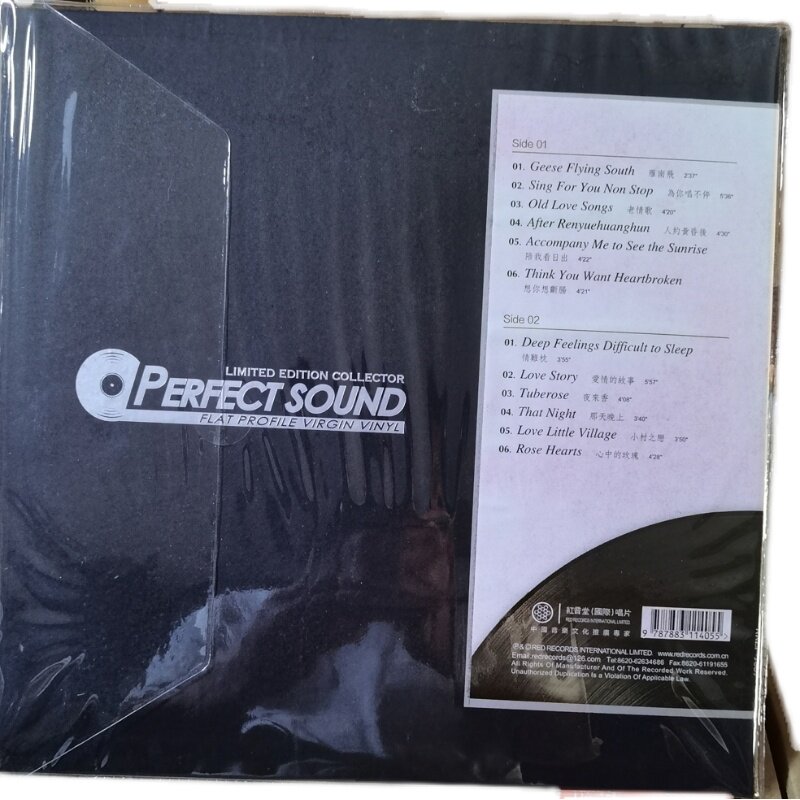 LIMITED EDITION COLLECTOR
PERFECT SOUND
FLAT PROFILE VIRGIN VINYL
Side 01
01. Geese Flying South 雁南飛 2'37"
02. Sing For You Non Stop 為你唱不停 5'36"
03. Old Love Songs 老情歌 4'20"
04. After Renyuehuanghun 人約黃昏後 4'30"
05. Accompany Me to See the Sunrise
陪我看日出 4'22"
06. Think You Want Heartbroken
想你想斷腸 4'21"
Side 02
01. Deep Feelings Difficult to Sleep
情難枕 3'55"
02. Love Story 愛情的故事 5'57"
03. Tuberose 夜來香 4'08"
04. That Night 那天晚上 3'40"
05. Love Little Village 小村之戀 3'50"
06. Rose Hearts 心中的玫瑰 4'28"
紅音堂(國際)唱片
RED RECORDS INTERNATIONAL LIMITED
中國音樂文化推廣專家
9 787883 114055 >
℗ & © RED RECORDS INTERNATIONAL LIMITED. www.redrecords.com.cn
Email:redrecords@126.com Tel:8620-62634686 Fax:8620-61191655
All Rights Of Manufacturer And Of The Recorded Work Reserved.
Unauthorized Duplication Is a Violation Of Applicable Law.